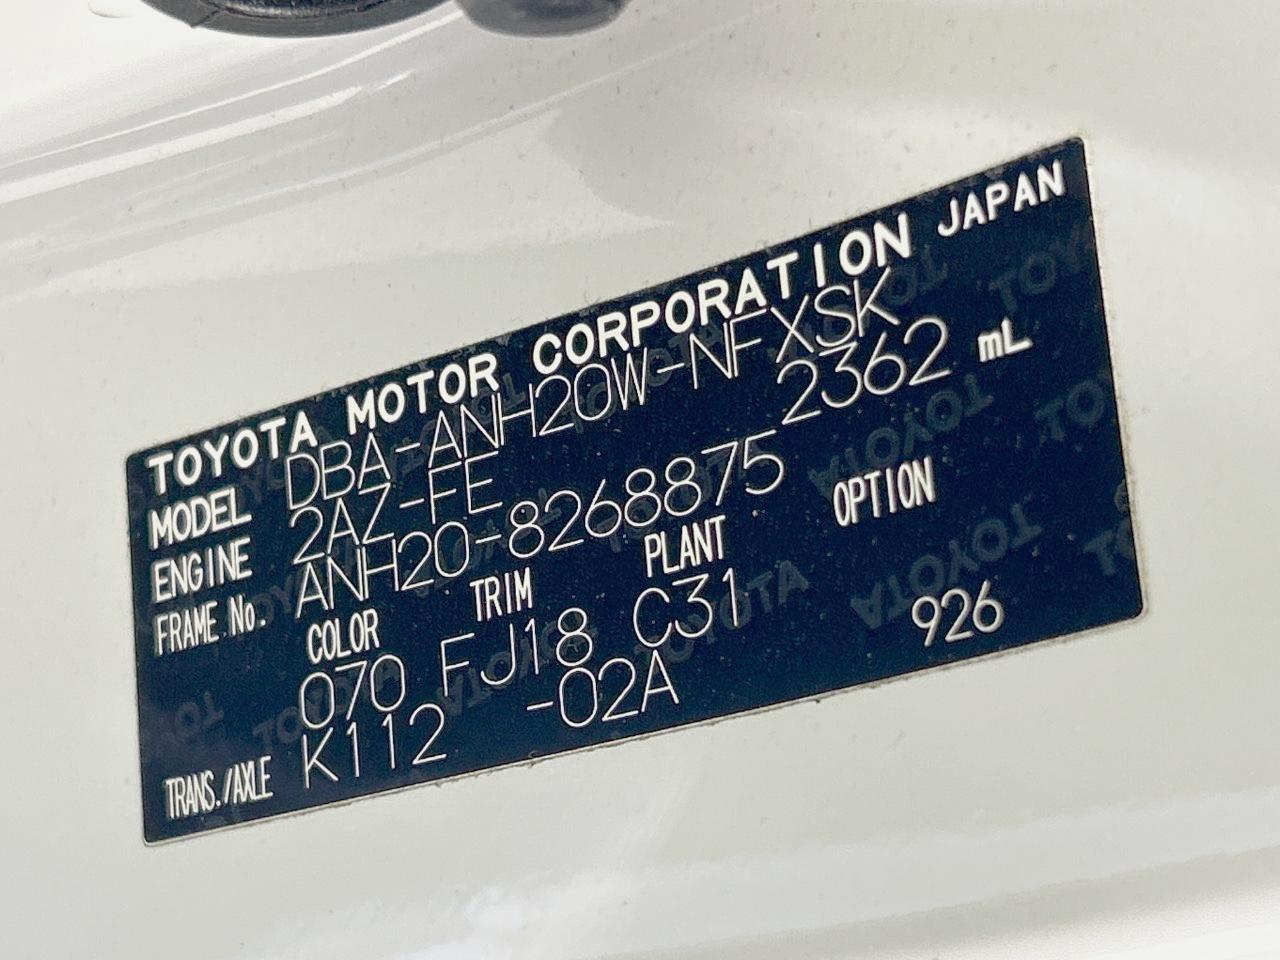 TOYOTA MOTOR CORPORATION JAPAN
MODEL DBA-ANH20W-NFXSK
ENGINE 2AZ-FE 2362 mL
FRAME No. ANH20-8268875
COLOR TRIM PLANT OPTION
070 FJ18 C31
TRANS./AXLE K112 -02A 926